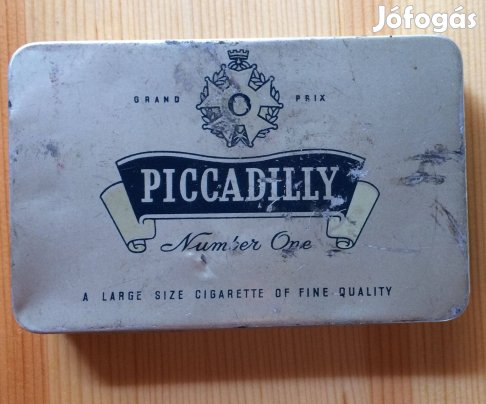 Jófogás
GRAND PRIX
PICCADILLY
Number One
A LARGE SIZE CIGARETTE OF FINE QUALITY